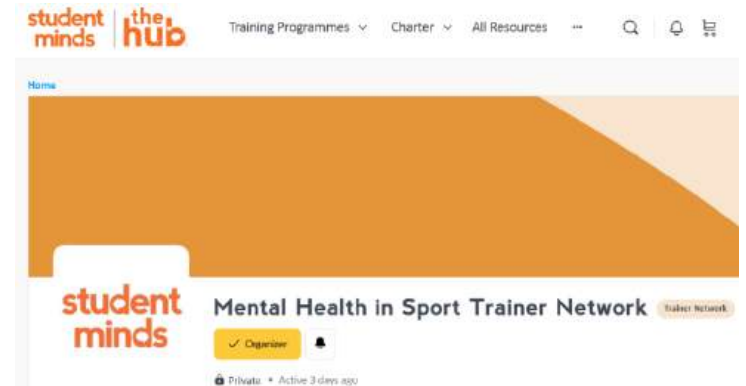 student minds the hub Training Programmes Charter All Resources ...
Home
student minds
Mental Health in Sport Trainer Network Trainer Network
Organizer
Private • Active 3 days ago